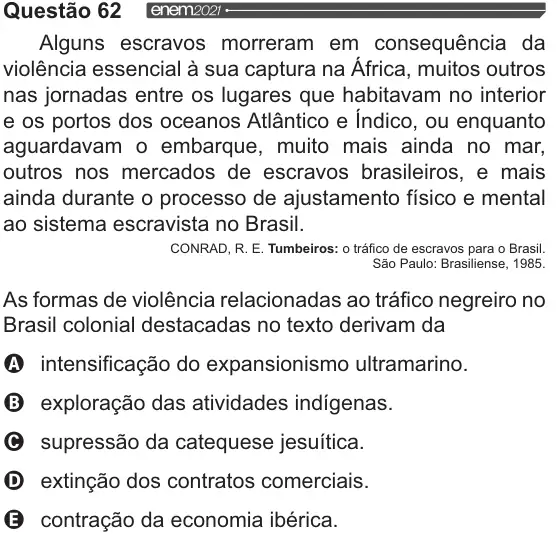 Questão 62 enem2021
Alguns escravos morreram em consequência da
violência essencial à sua captura na África, muitos outros
nas jornadas entre os lugares que habitavam no interior
e os portos dos oceanos Atlântico e Índico, ou enquanto
aguardavam o embarque, muito mais ainda no mar,
outros nos mercados de escravos brasileiros, e mais
ainda durante o processo de ajustamento físico e mental
ao sistema escravista no Brasil.
CONRAD, R. E. Tumbeiros: o tráfico de escravos para o Brasil.
São Paulo: Brasiliense, 1985.
As formas de violência relacionadas ao tráfico negreiro no
Brasil colonial destacadas no texto derivam da
A intensificação do expansionismo ultramarino.
B exploração das atividades indígenas.
C supressão da catequese jesuítica.
D extinção dos contratos comerciais.
E contração da economia ibérica.